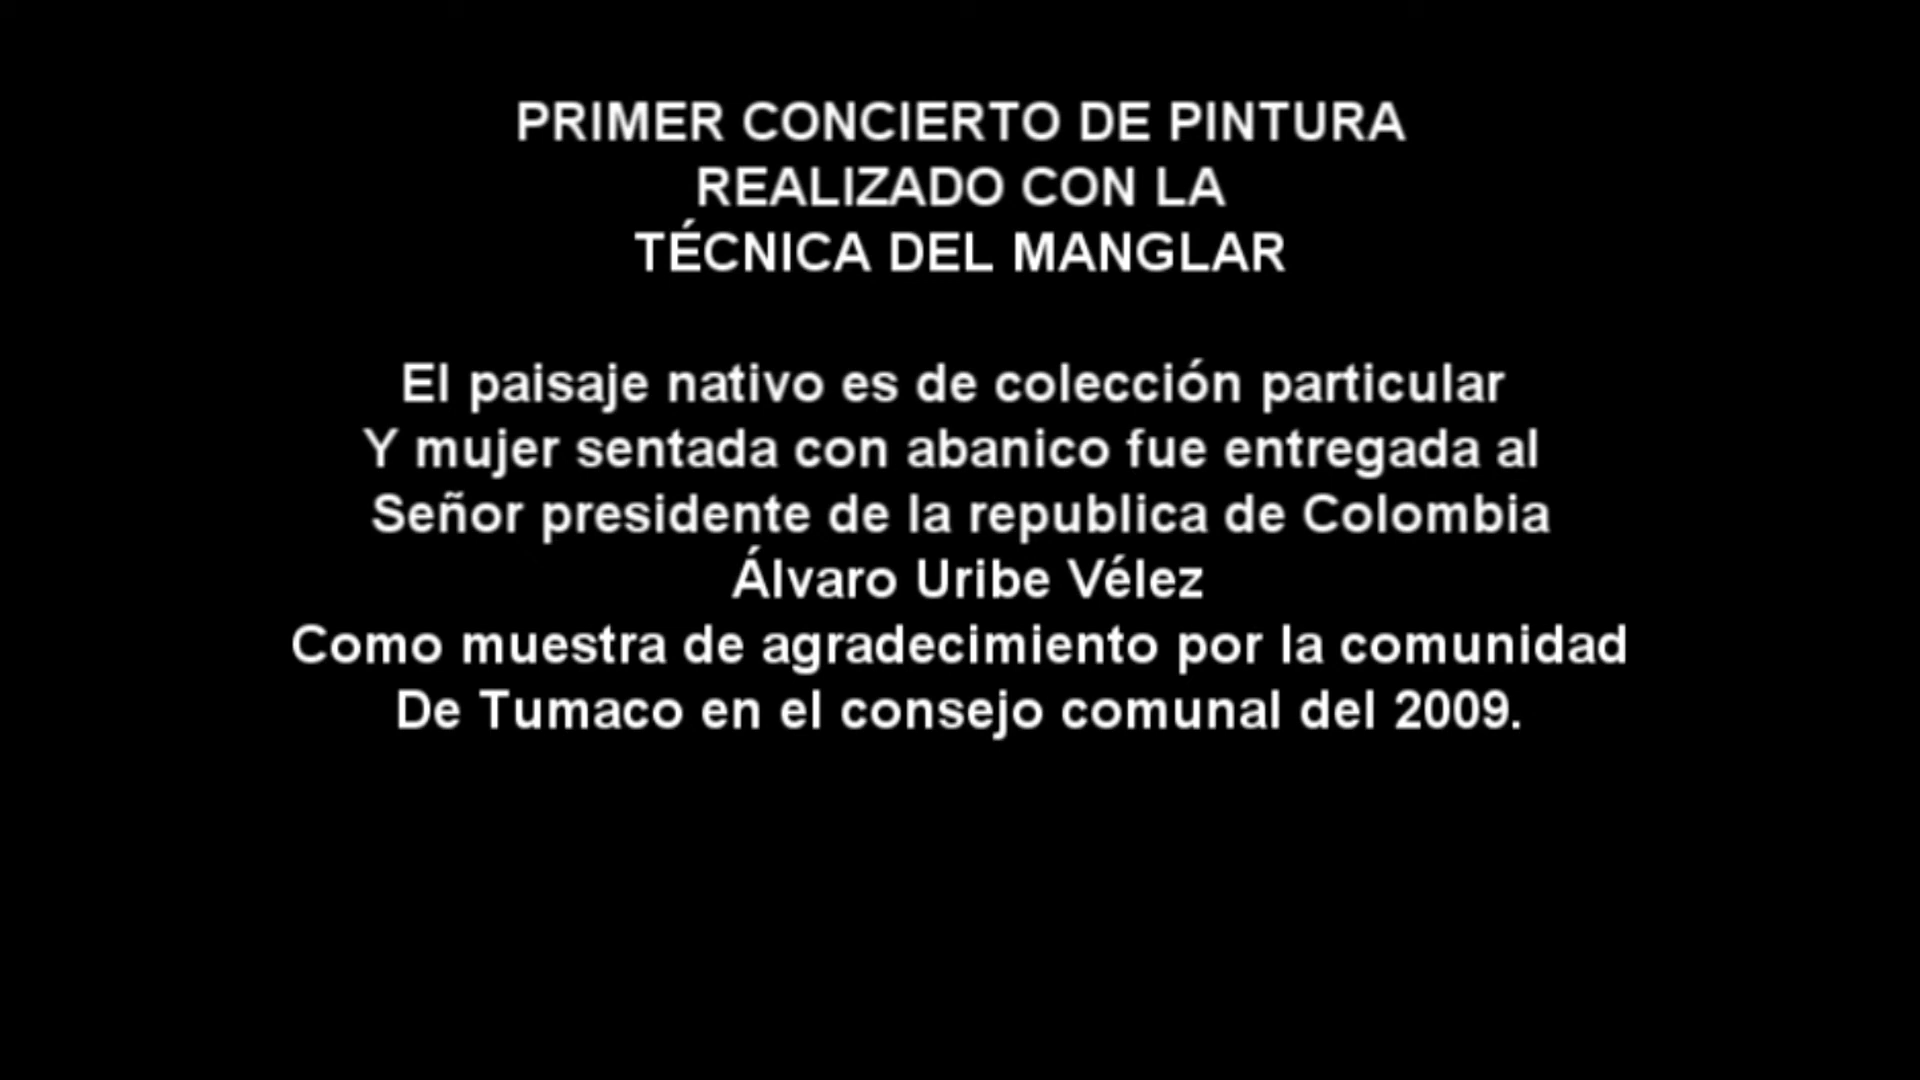 PRIMER CONCIERTO DE PINTURA
REALIZADO CON LA
TÉCNICA DEL MANGLAR
El paisaje nativo es de colección particular
Y mujer sentada con abanico fue entregada al
Señor presidente de la republica de Colombia
Álvaro Uribe Vélez
Como muestra de agradecimiento por la comunidad
De Tumaco en el consejo comunal del 2009.